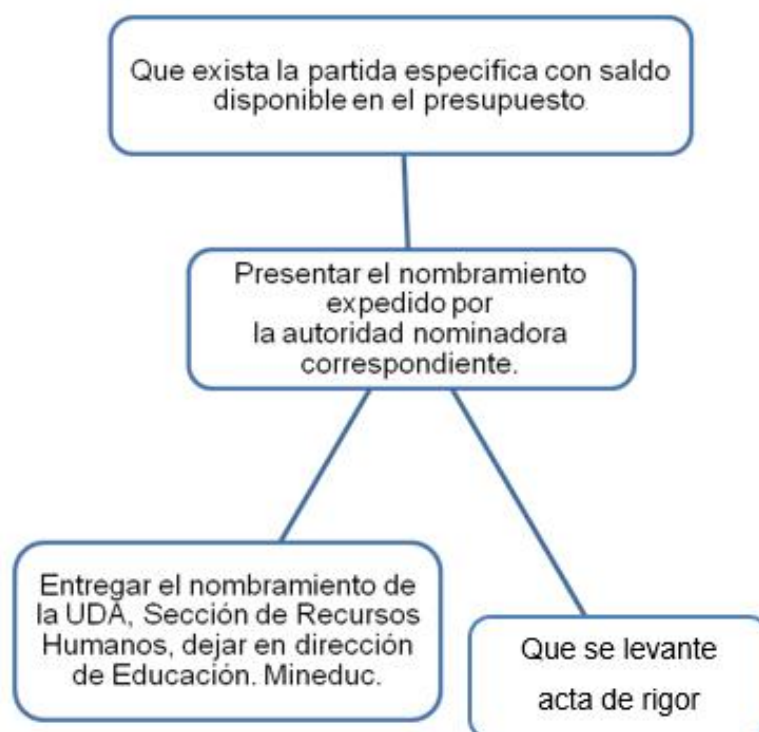 Que exista la partida especifica con saldo
disponible en el presupuesto
Presentar el nombramiento
expedido por
la autoridad nominadora
correspondiente.
Entregar el nombramiento de
la UDA, Sección de Recursos
Humanos, dejar en dirección
de Educación. Mineduc.
Que se levante
acta de rigor